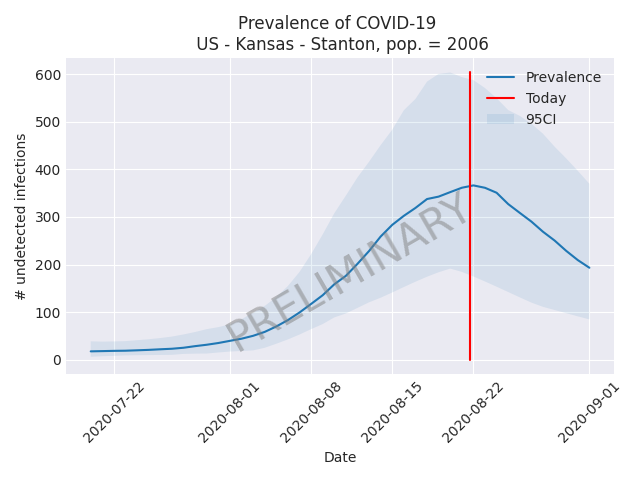 Prevalence of COVID-19
US - Kansas - Stanton, pop. = 2006
600
500
400
300
200
100
0
# undetected infections
Prevalence
Today
95CI
PRELIMINARY
2020-07-22
2020-08-01
2020-08-08
2020-08-15
2020-08-22
2020-09-01
Date